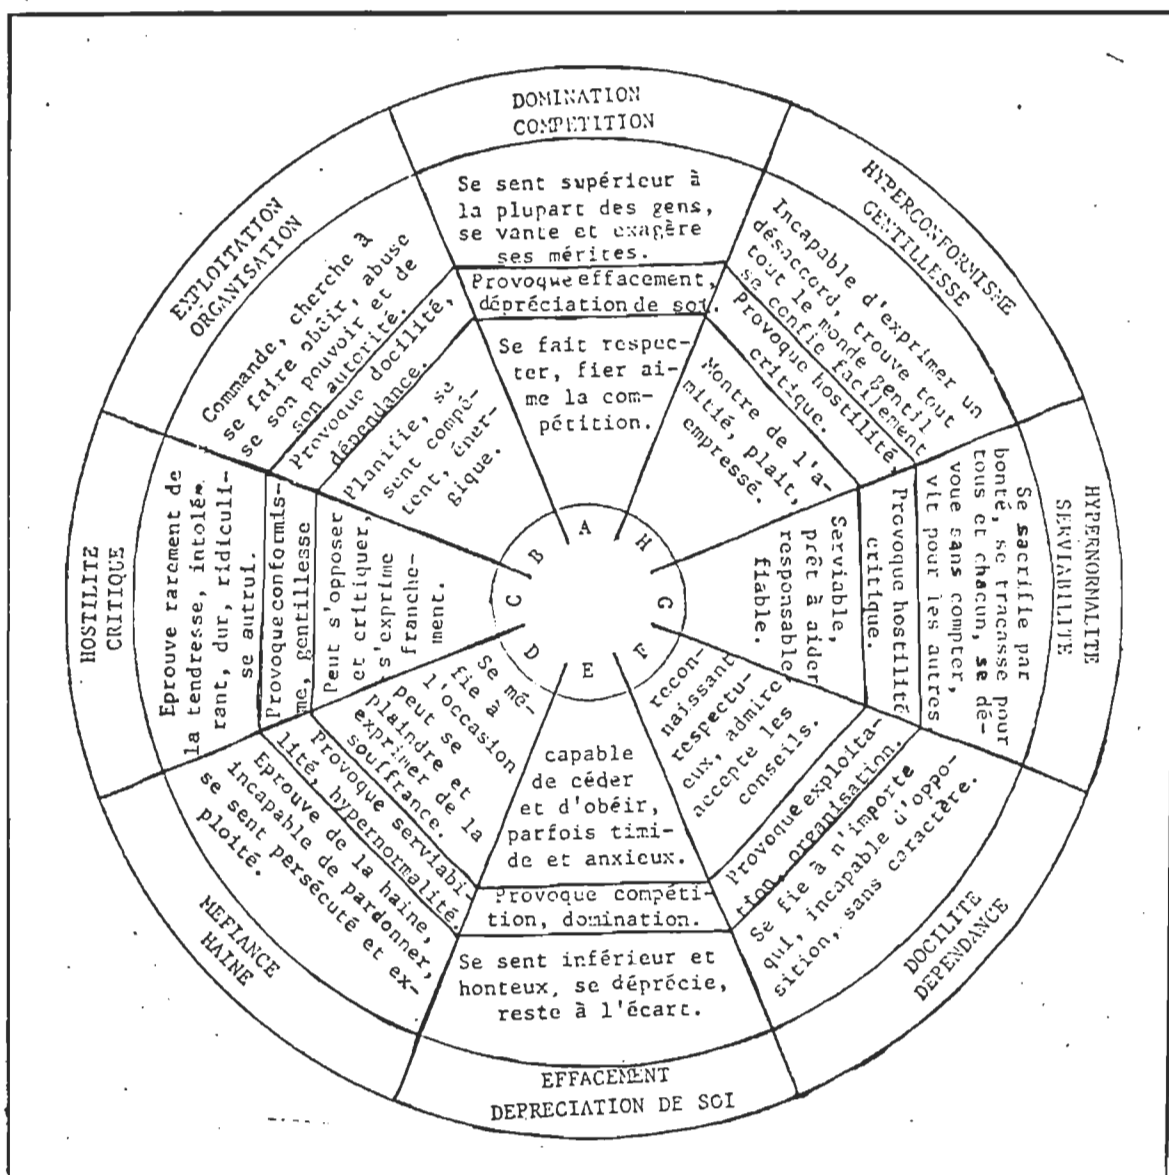 DOMINATION
COMPETITION
Se sent supérieur à
la plupart des gens,
se vante et exagère
ses mérites.
Provoque effacement,
dépréciation de soi.
Se fait respec-
ter, fier ai-
me la com-
pétition.
A
HYPERCONFORMISME
GENTILLESSE
Incapable d'exprimer un
désaccord, trouve tout
tout le monde gentil
se confie facilement
Provoque hostilité,
critique.
Montre de l'a-
mitié, plait,
empressé.
H
HYPERNORMALITE
SERVIABILITE
Se sacrifie par
bonté, se tracasse pour
tous et chacun, se dé-
voue sans compter,
vit pour les autres
Provoque hostilité
critique.
Serviable,
prêt à aider
responsable
fiable.
G
DOCILITE
DEPENDANCE
recon-
naissant
respectu-
eux, admire,
accepte les
conseils.
Provoque exploita-
tion, organisation.
Se fie à n'importe
qui, incapable d'oppo-
sition, sans caractère.
F
EFFACEMENT
DEPRECIATION DE SOI
capable
de céder
et d'obéir,
parfois timi-
de et anxieux.
Provoque compéti-
tion, domination.
Se sent inférieur et
honteux, se déprécie,
reste à l'écart.
E
MEFIANCE
HAINE
Se mé-
fie à
l'occasion
peut se
plaindre et
exprimer de la
souffrance.
Provoque serviabi-
lité, hypernormalité.
Eprouve de la haine,
incapable de pardonner,
se sent persécuté et ex-
ploité.
D
HOSTILITE
CRITIQUE
Eprouve rarement de
la tendresse, intolé-
rant, dur, ridiculi-
se autrui.
Provoque conformis-
me, gentillesse
Peut s'opposer
et critiquer,
s'exprime
franche-
ment.
C
EXPLOITATION
ORGANISATION
Commande, cherche à
se faire obéir, abuse
se son pouvoir et de
son autorité.
Provoque docilité,
dépendance.
Planifie, se
sent compé-
tent, éner-
gique.
B